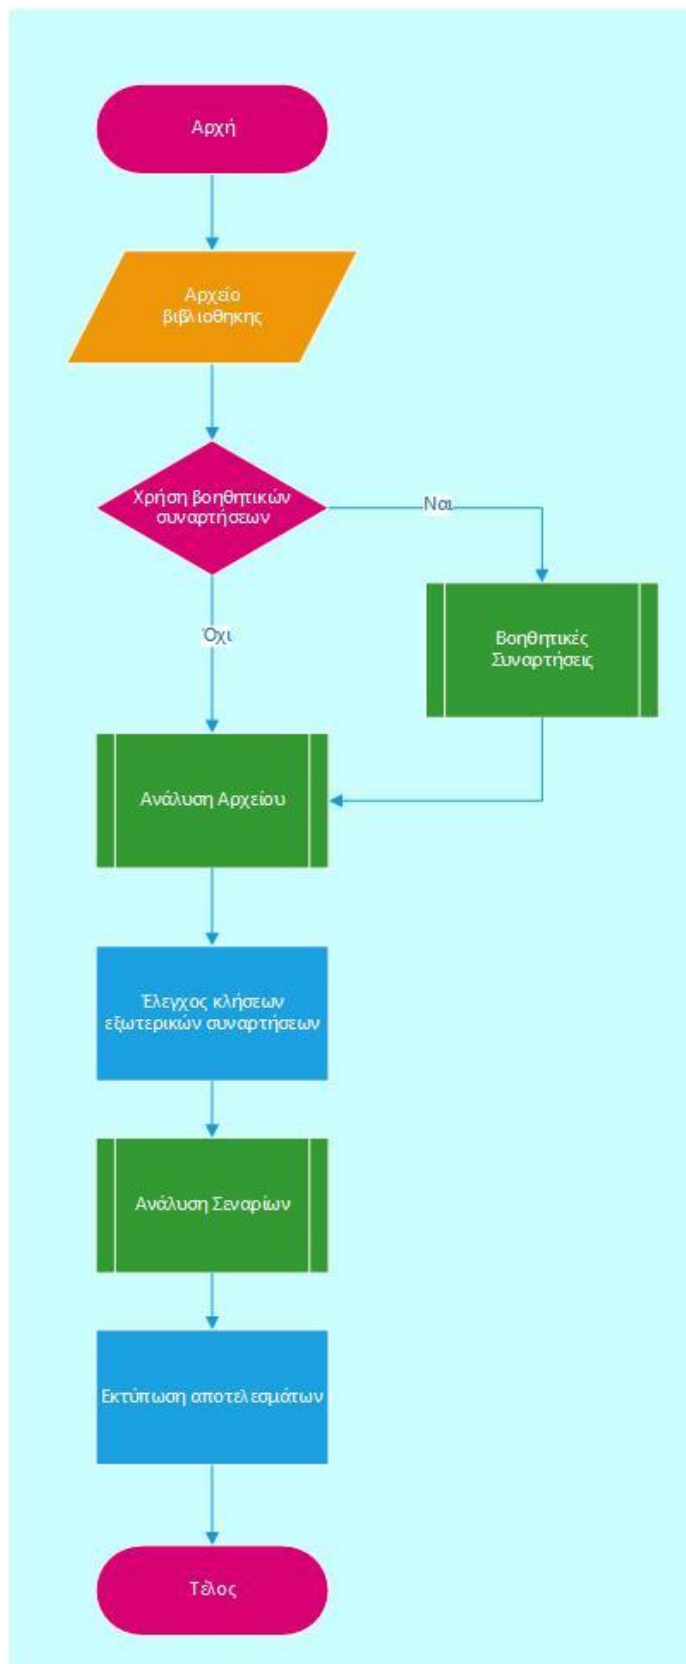 Αρχή
Αρχείο
βιβλιοθηκης
Χρήση βοηθητικών
συναρτήσεων
Ναι
Όχι
Βοηθητικές
Συναρτήσεις
Ανάλυση Αρχείου
Έλεγχος κλήσεων
εξωτερικών συναρτήσεων
Ανάλυση Σεναρίων
Εκτύπωση αποτελεσμάτων
Τέλος